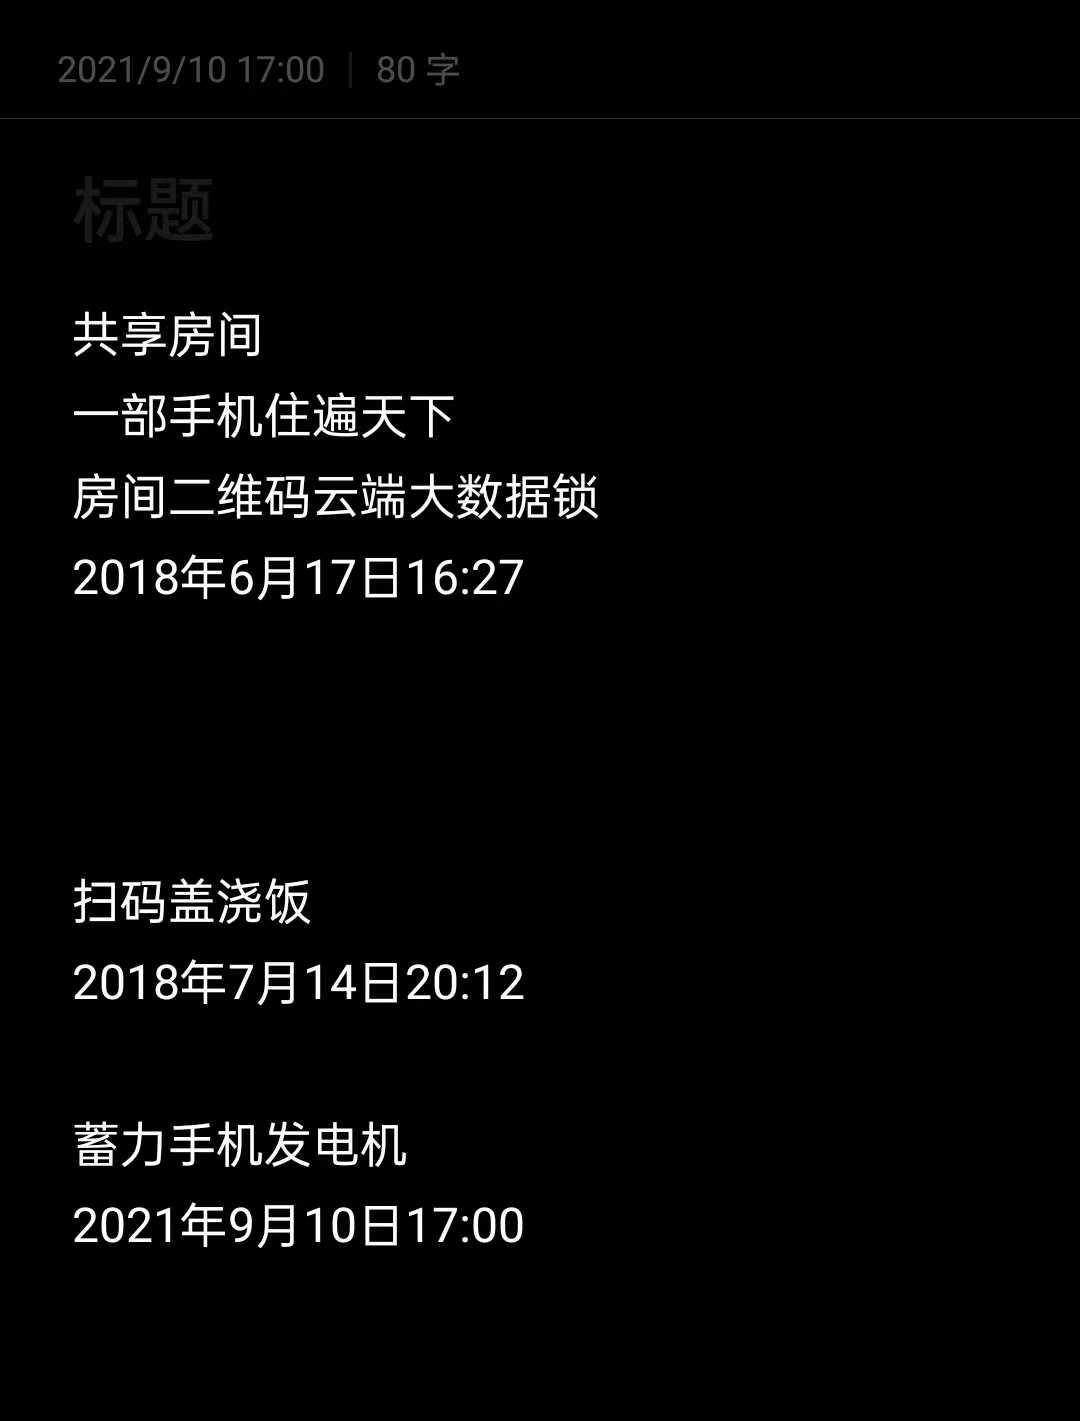 2021/9/10 17:00 | 80 字
标题
共享房间
一部手机住遍天下
房间二维码云端大数据锁
2018年6月17日16:27
扫码盖浇饭
2018年7月14日20:12
蓄力手机发电机
2021年9月10日17:00